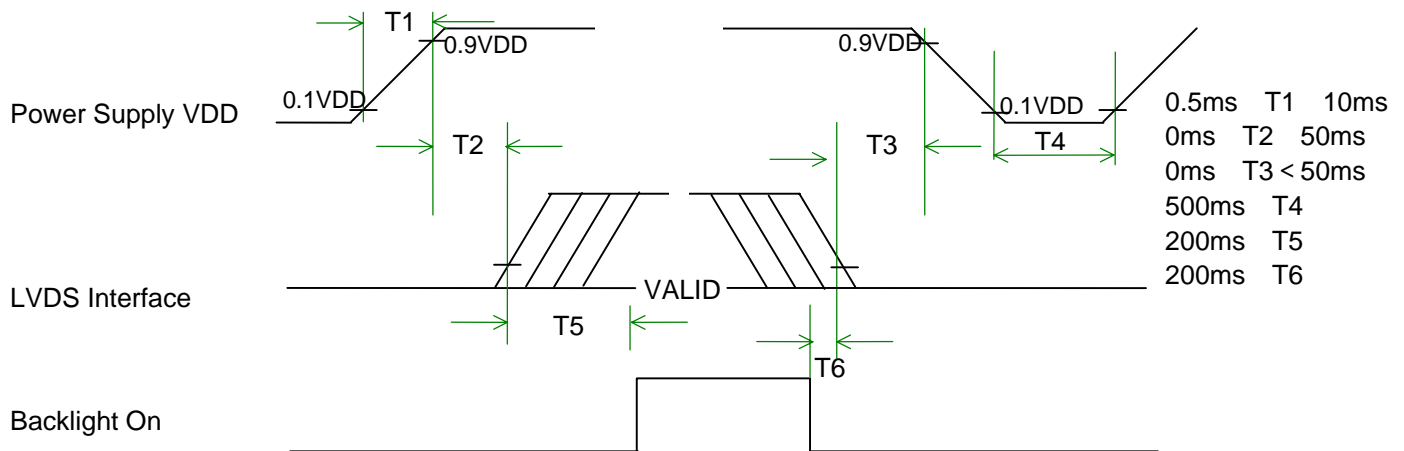 T1
0.9VDD
0.9VDD
0.1VDD
0.1VDD
Power Supply VDD
T2
T3
T4
0.5ms T1 10ms
0ms T2 50ms
0ms T3 < 50ms
500ms T4
200ms T5
200ms T6
LVDS Interface
VALID
T5
T6
Backlight On